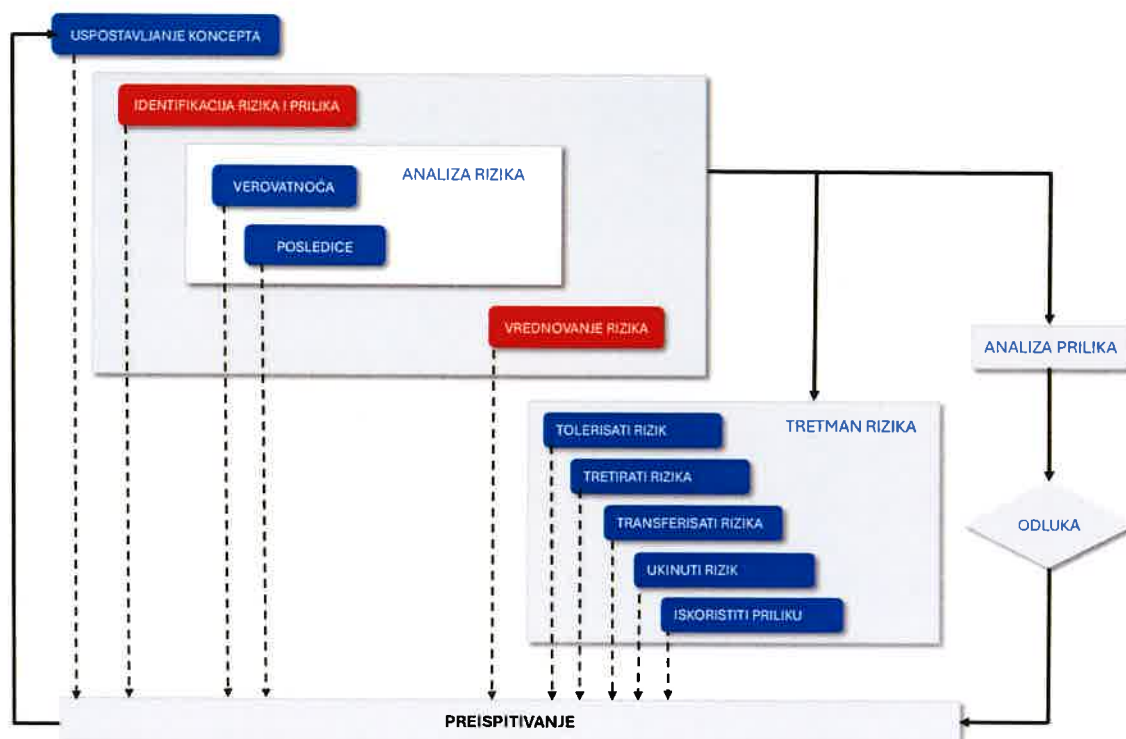 USPOSTAVLJANJE KONCEPTA
IDENTIFIKACIJA RIZIKA I PRILIKA
ANALIZA RIZIKA
VEROVATNOĆA
POSLEDICE
VREDNOVANJE RIZIKA
ANALIZA PRILIKA
TOLERISATI RIZIK
TRETMAN RIZIKA
TRETIRATI RIZIKA
TRANSFERISATI RIZIKA
ODLUKA
UKINUTI RIZIK
ISKORISTITI PRILIKU
PREISPITIVANJE